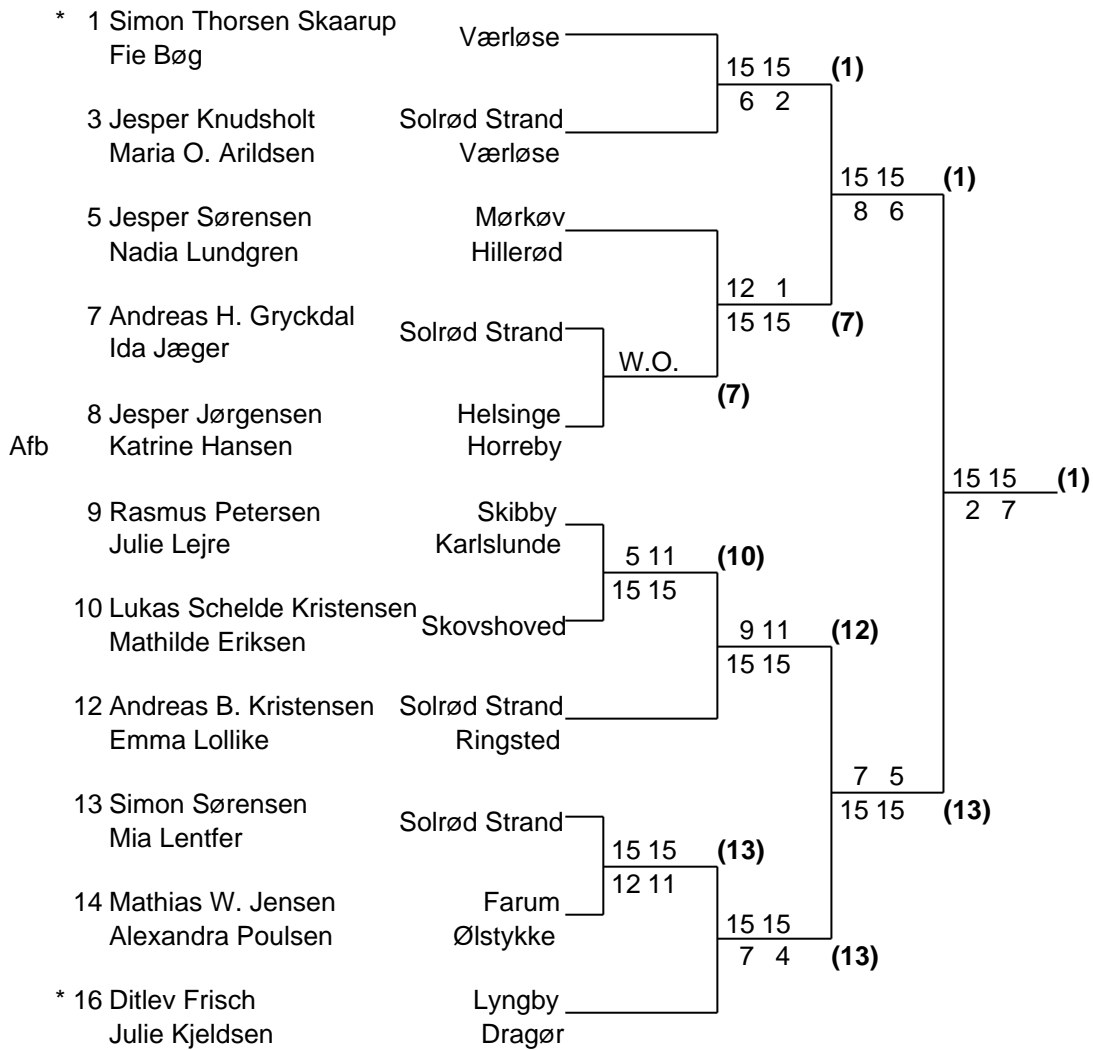 * 1 Simon Thorsen Skaarup Værløse
Fie Bøg
15 15 (1)
6 2
3 Jesper Knudsholt Solrød Strand
Maria O. Arildsen Værløse
15 15 (1)
8 6
5 Jesper Sørensen Mørkøv
Nadia Lundgren Hillerød
12 1
15 15 (7)
7 Andreas H. Gryckdal Solrød Strand
Ida Jæger
W.O.
(7)
8 Jesper Jørgensen Helsinge
Afb Katrine Hansen Horreby
15 15 (1)
2 7
9 Rasmus Petersen Skibby
Julie Lejre Karlslunde
5 11 (10)
15 15
10 Lukas Schelde Kristensen Skovshoved
Mathilde Eriksen
9 11 (12)
15 15
12 Andreas B. Kristensen Solrød Strand
Emma Lollike Ringsted
7 5
15 15 (13)
13 Simon Sørensen Solrød Strand
Mia Lentfer
15 15 (13)
12 11
14 Mathias W. Jensen Farum
Alexandra Poulsen Ølstykke
15 15
7 4 (13)
* 16 Ditlev Frisch Lyngby
Julie Kjeldsen Dragør